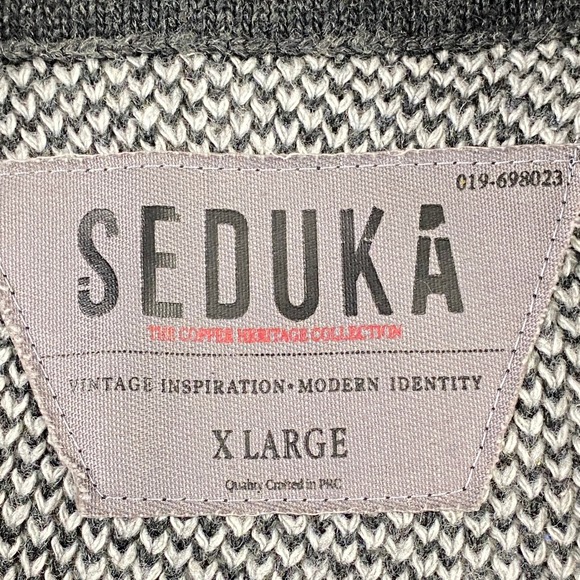 019-698023
SEDUKA
THE COPPER HERITAGE COLLECTION
VINTAGE INSPIRATION • MODERN IDENTITY
X LARGE
Quality Crafted in PRC